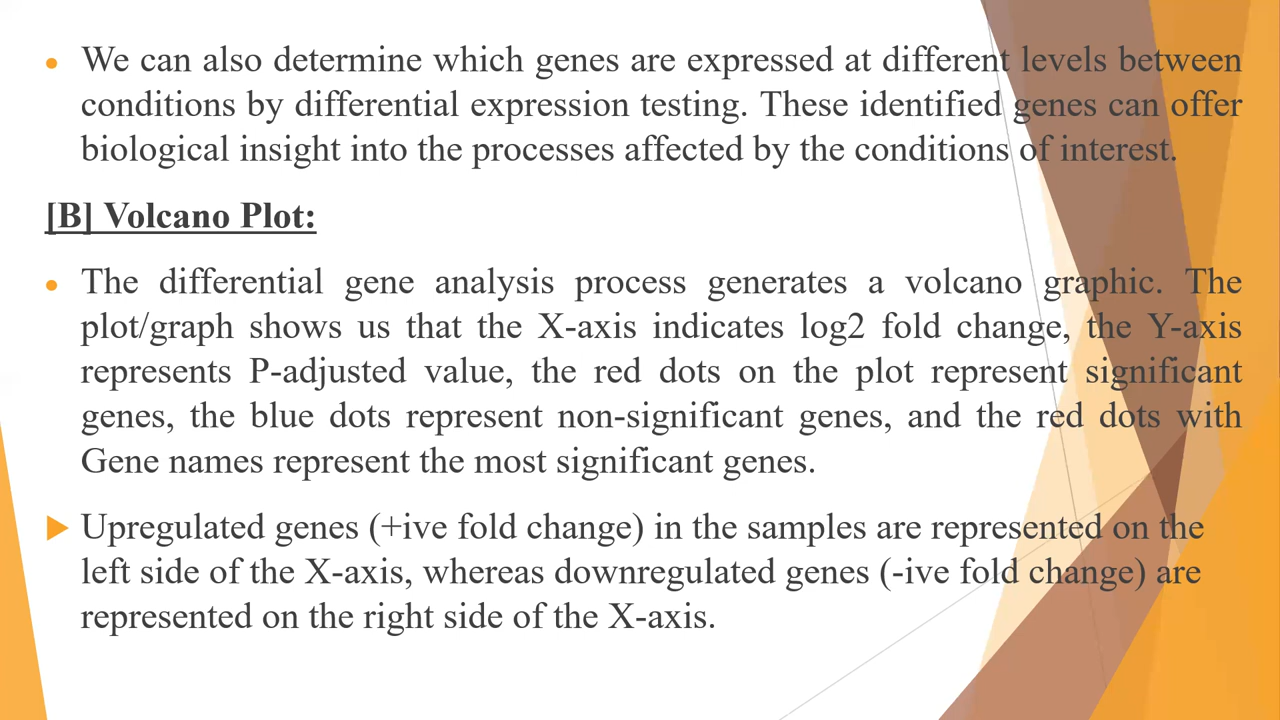 We can also determine which genes are expressed at different levels between
conditions by differential expression testing. These identified genes can offer
biological insight into the processes affected by the conditions of interest.
[B] Volcano Plot:
The differential gene analysis process generates a volcano graphic. The
plot/graph shows us that the X-axis indicates log2 fold change, the Y-axis
represents P-adjusted value, the red dots on the plot represent significant
genes, the blue dots represent non-significant genes, and the red dots with
Gene names represent the most significant genes.
Upregulated genes (+ive fold change) in the samples are represented on the
left side of the X-axis, whereas downregulated genes (-ive fold change) are
represented on the right side of the X-axis.